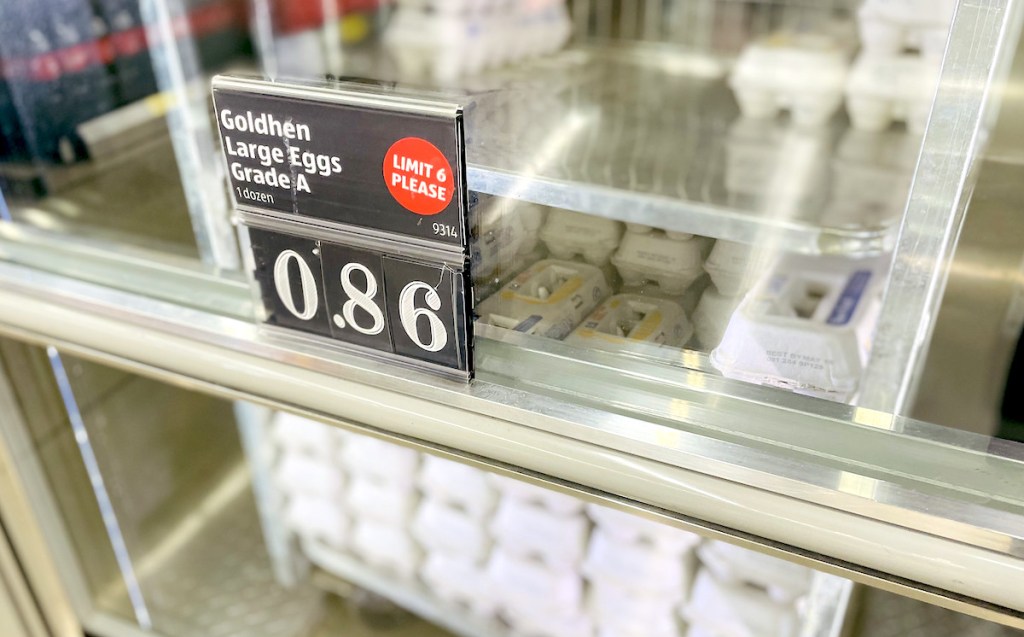 Goldhen
Large Eggs
Grade A
1 dozen
LIMIT 6
PLEASE
9314
0.86